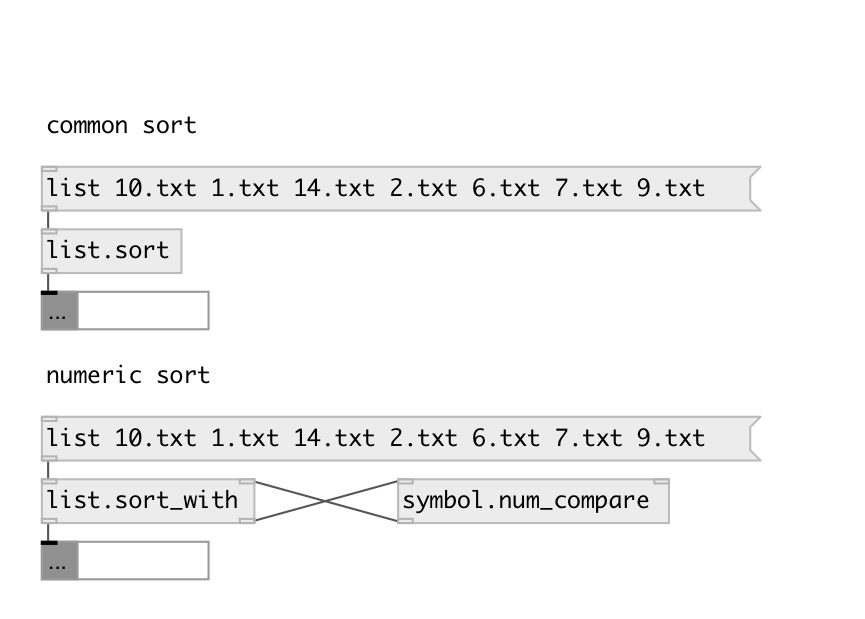 common sort
list 10.txt 1.txt 14.txt 2.txt 6.txt 7.txt 9.txt
list.sort
...
numeric sort
list 10.txt 1.txt 14.txt 2.txt 6.txt 7.txt 9.txt
list.sort_with symbol.num_compare
...